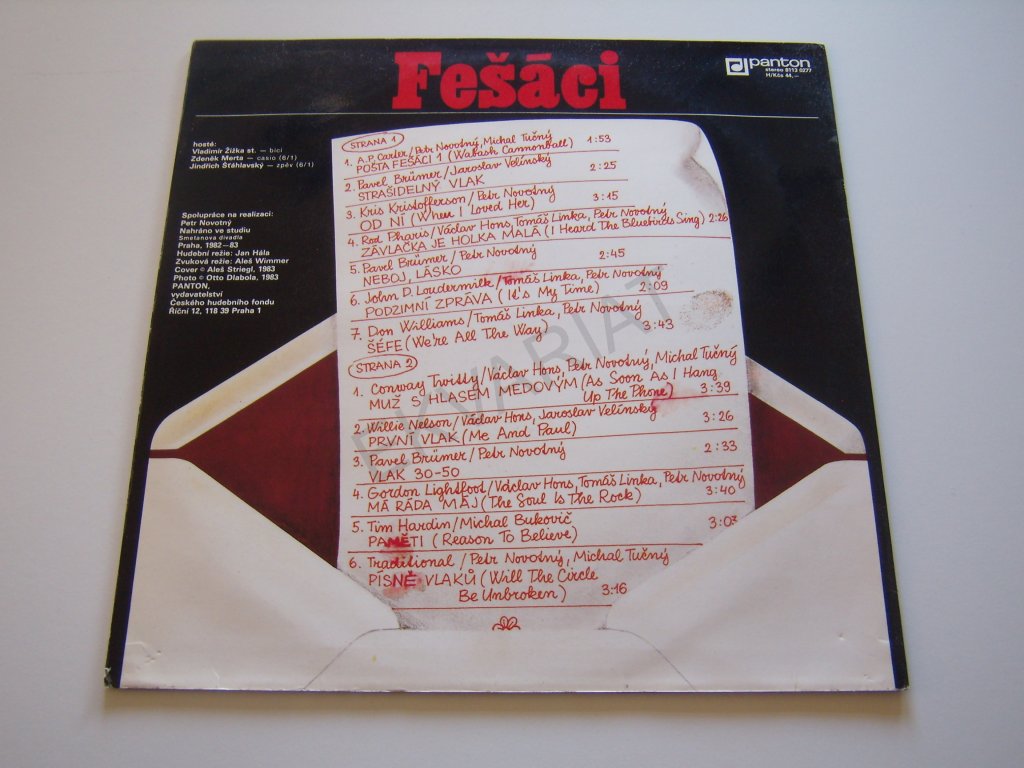 Fešáci
panton
stereo 8113 0277
H/Kčs 44,–
hosté:
Vladimír Žižka st. — bicí
Zdeněk Merta — casio (6/1)
Jindřich Šťáhlavský — zpěv (6/1)
Spolupráce na realizaci:
Petr Novotný
Nahráno ve studiu
Smetanova divadla
Praha, 1982—83
Hudební režie: Jan Hála
Zvuková režie: Aleš Wimmer
Cover © Aleš Striegl, 1983
Photo © Otto Dlabola, 1983
PANTON,
vydavatelství
Českého hudebního fondu
Říční 12, 118 39 Praha 1
STRANA 1
1. A.P. Carter/Petr Novotný, Michal Tučný 1:53
POŠTA FEŠÁCI 1 (Wabash Cannonball)
2. Pavel Brümer/Jaroslav Velínský 2:25
STRAŠIDELNÝ VLAK
3. Kris Kristofferson/Petr Novotný 3:15
OD NÍ (When I Loved Her)
4. Rod Pharis/Václav Hons, Tomáš Linka, Petr Novotný 2:26
ZÁVLAČKA JE HOLKA MALÁ (I Heard The Bluebirds Sing)
5. Pavel Brümer/Petr Novotný 2:45
NEBOJ, LÁSKO
6. John D. Loudermilk/Tomáš Linka, Petr Novotný
PODZIMNÍ ZPRÁVA (It's My Time) 2:09
7. Don Williams/Tomáš Linka, Petr Novotný
ŠÉFE (We're All The Way) 3:43
STRANA 2
1. Conway Twitty/Václav Hons, Petr Novotný, Michal Tučný
MUŽ S HLASEM MEDOVÝM (As Soon As I Hang
Up The Phone) 3:39
2. Willie Nelson/Václav Hons, Jaroslav Velínský 3:26
PRVNÍ VLAK (Me And Paul)
3. Pavel Brümer/Petr Novotný 2:33
VLAK 30-50
4. Gordon Lightfoot/Václav Hons, Tomáš Linka, Petr Novotný
MÁ RÁDA MÁJ (The Soul Is The Rock) 3:40
5. Tim Hardin/Michal Bukovič 3:03
PAMĚTI (Reason To Believe)
6. Traditional/Petr Novotný, Michal Tučný
PÍSNĚ VLAKŮ (Will The Circle
Be Unbroken) 3:16